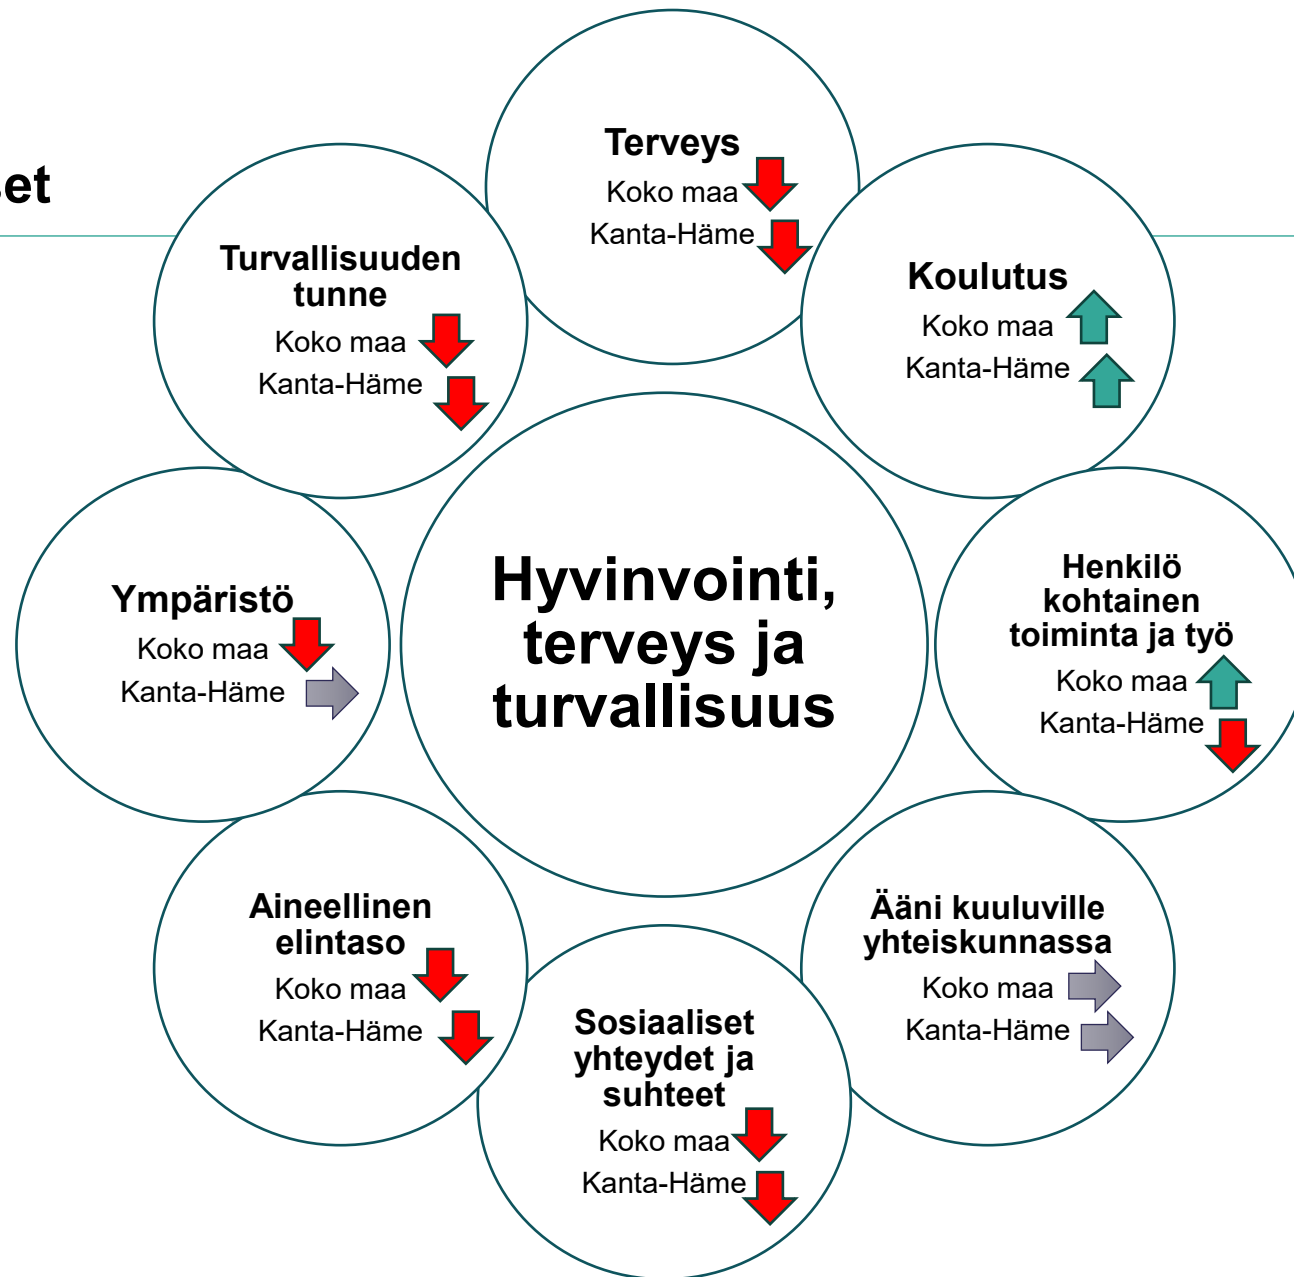 Terveys
Koko maa
Kanta-Häme
Turvallisuuden
tunne
Koko maa
Kanta-Häme
Koulutus
Koko maa
Kanta-Häme
Hyvinvointi,
terveys ja
turvallisuus
Ympäristö
Koko maa
Kanta-Häme
Henkilö
kohtainen
toiminta ja työ
Koko maa
Kanta-Häme
Aineellinen
elintaso
Koko maa
Kanta-Häme
Ääni kuuluville
yhteiskunnassa
Koko maa
Kanta-Häme
Sosiaaliset
yhteydet ja
suhteet
Koko maa
Kanta-Häme